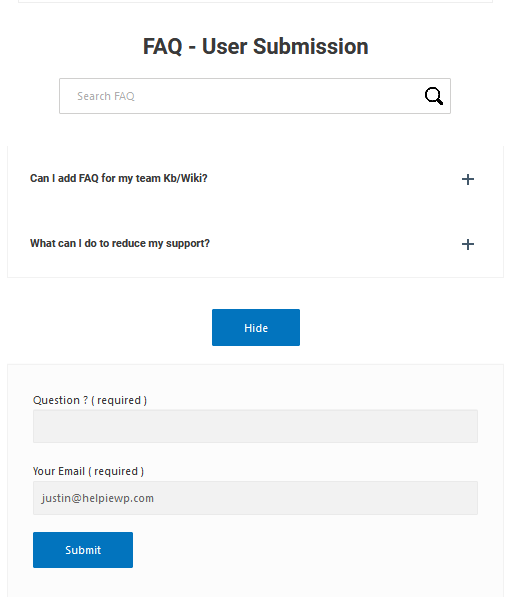 FAQ - User Submission
Search FAQ
Can I add FAQ for my team Kb/Wiki?
What can I do to reduce my support?
Hide
Question ? ( required )
Your Email ( required )
justin@helpiewp.com
Submit